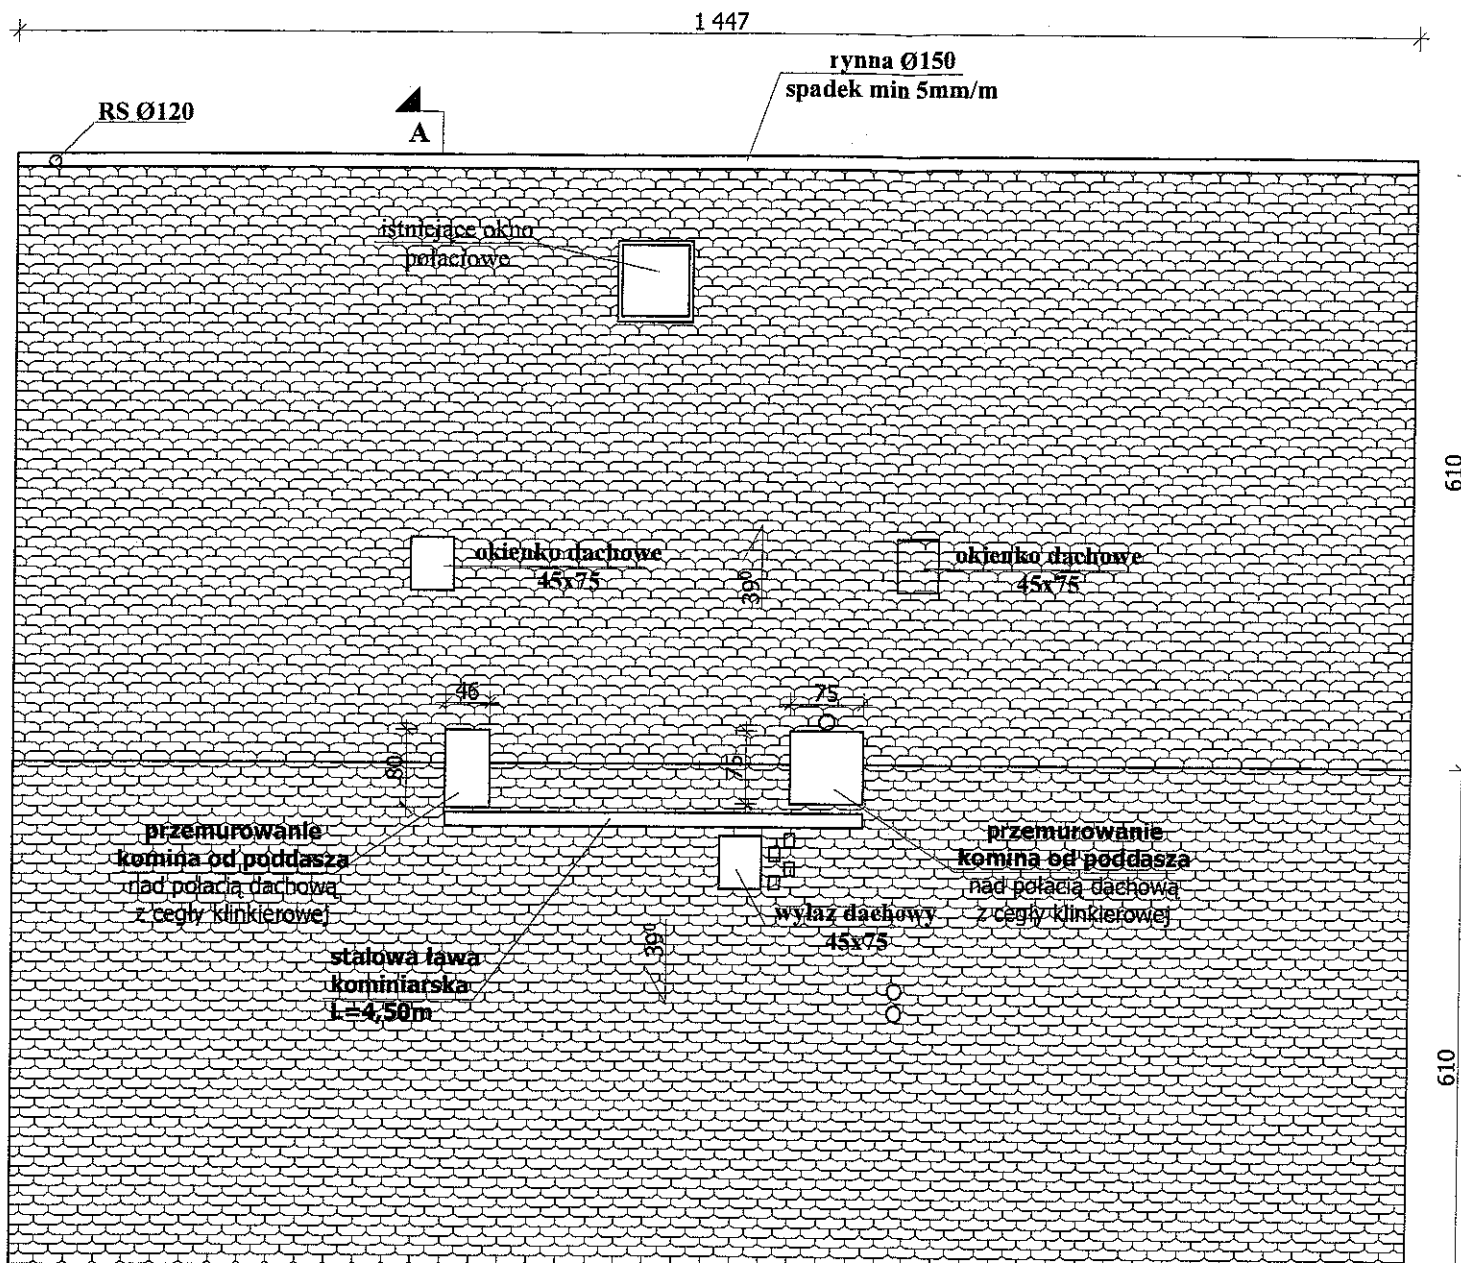 1 447
rynna Ø150
spadek min 5mm/m
RS Ø120
A
istniejące okno
połaciowe
610
okienko dachowe
45x75
39⁰
okienko dachowe
45x75
46
75
80
75
przemurowanie
komina od poddasza
nad połacią dachową
z cegły klinkierowej
przemurowanie
komina od poddasza
nad połacią dachową
z cegły klinkierowej
wyłaz dachowy
45x75
39⁰
stalowa ława
kominiarska
L=4,50m
610